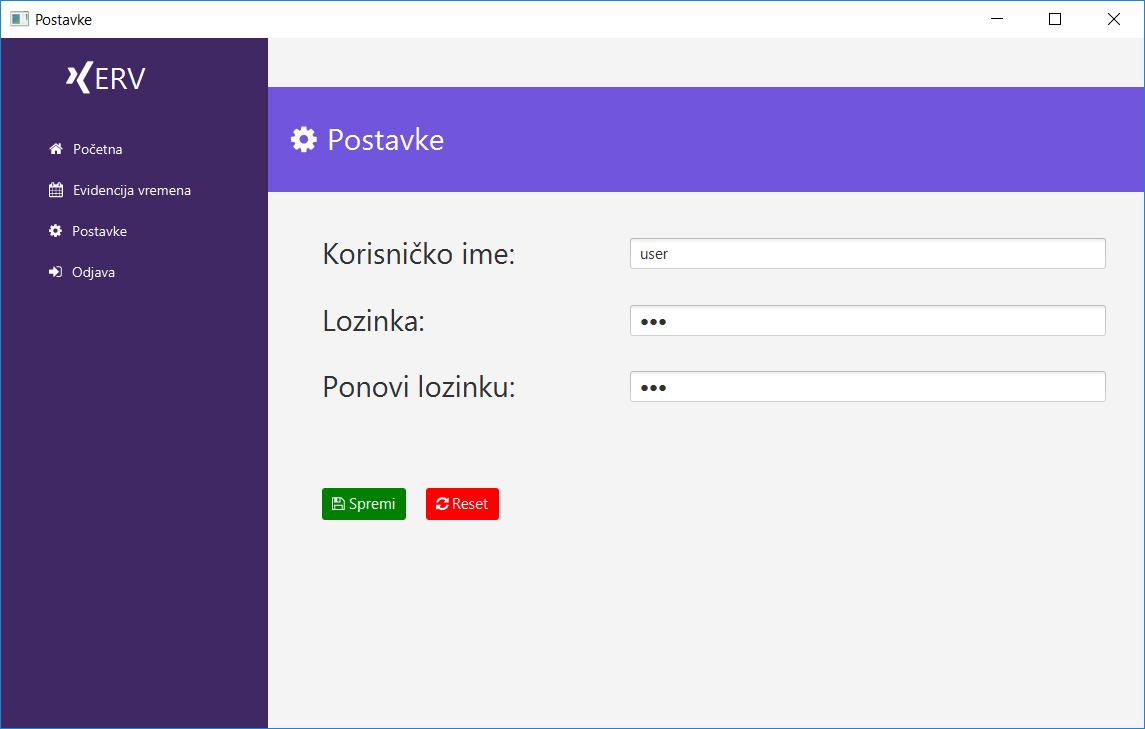 Postavke
ERV
Početna
Evidencija vremena
Postavke
Odjava
Postavke
Korisničko ime:
user
Lozinka:
•••
Ponovi lozinku:
•••
Spremi
Reset